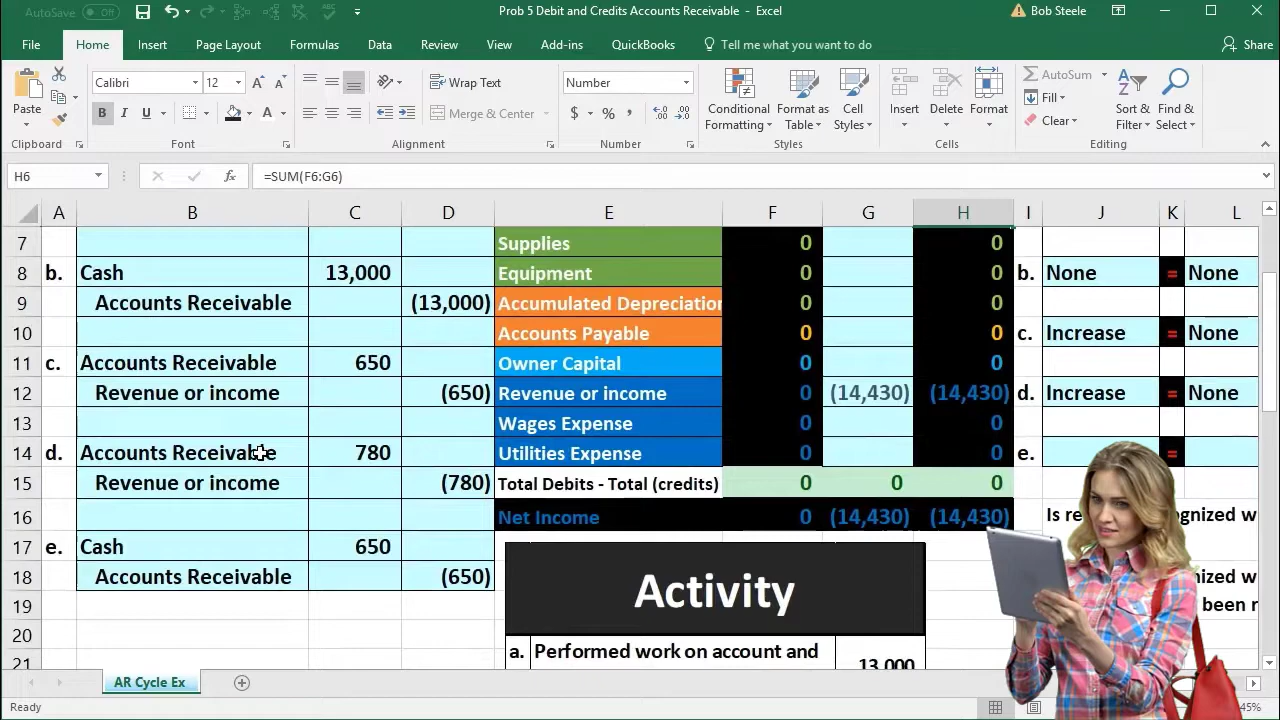 AutoSave Off
Prob 5 Debit and Credits Accounts Receivable - Excel
Bob Steele
File Home Insert Page Layout Formulas Data Review View Add-ins QuickBooks Tell me what you want to do Share
Paste Calibri 12 Wrap Text Number Conditional Formatting Format as Table Cell Styles Insert Delete Format AutoSum
Merge & Center Fill Sort & Filter Find & Select
Clear
Clipboard Font Alignment Number Styles Cells Editing
H6 =SUM(F6:G6)
A B C D E F G H I J K L
7 Supplies 0 0
8 b. Cash 13,000 Equipment 0 0 b. None = None
9 Accounts Receivable (13,000) Accumulated Depreciation 0 0
10 Accounts Payable 0 0 c. Increase = None
11 c. Accounts Receivable 650 Owner Capital 0 0
12 Revenue or income (650) Revenue or income 0 (14,430) (14,430) d. Increase = None
13 Wages Expense 0 0
14 d. Accounts Receivable 780 Utilities Expense 0 0 e. =
15 Revenue or income (780) Total Debits - Total (credits) 0 0 0
16 Net Income 0 (14,430) (14,430) Is
17 e. Cash 650
18 Accounts Receivable (650) Activity
19 been
20
21 a. Performed work on account and 13,000
AR Cycle Ex
Ready 45%